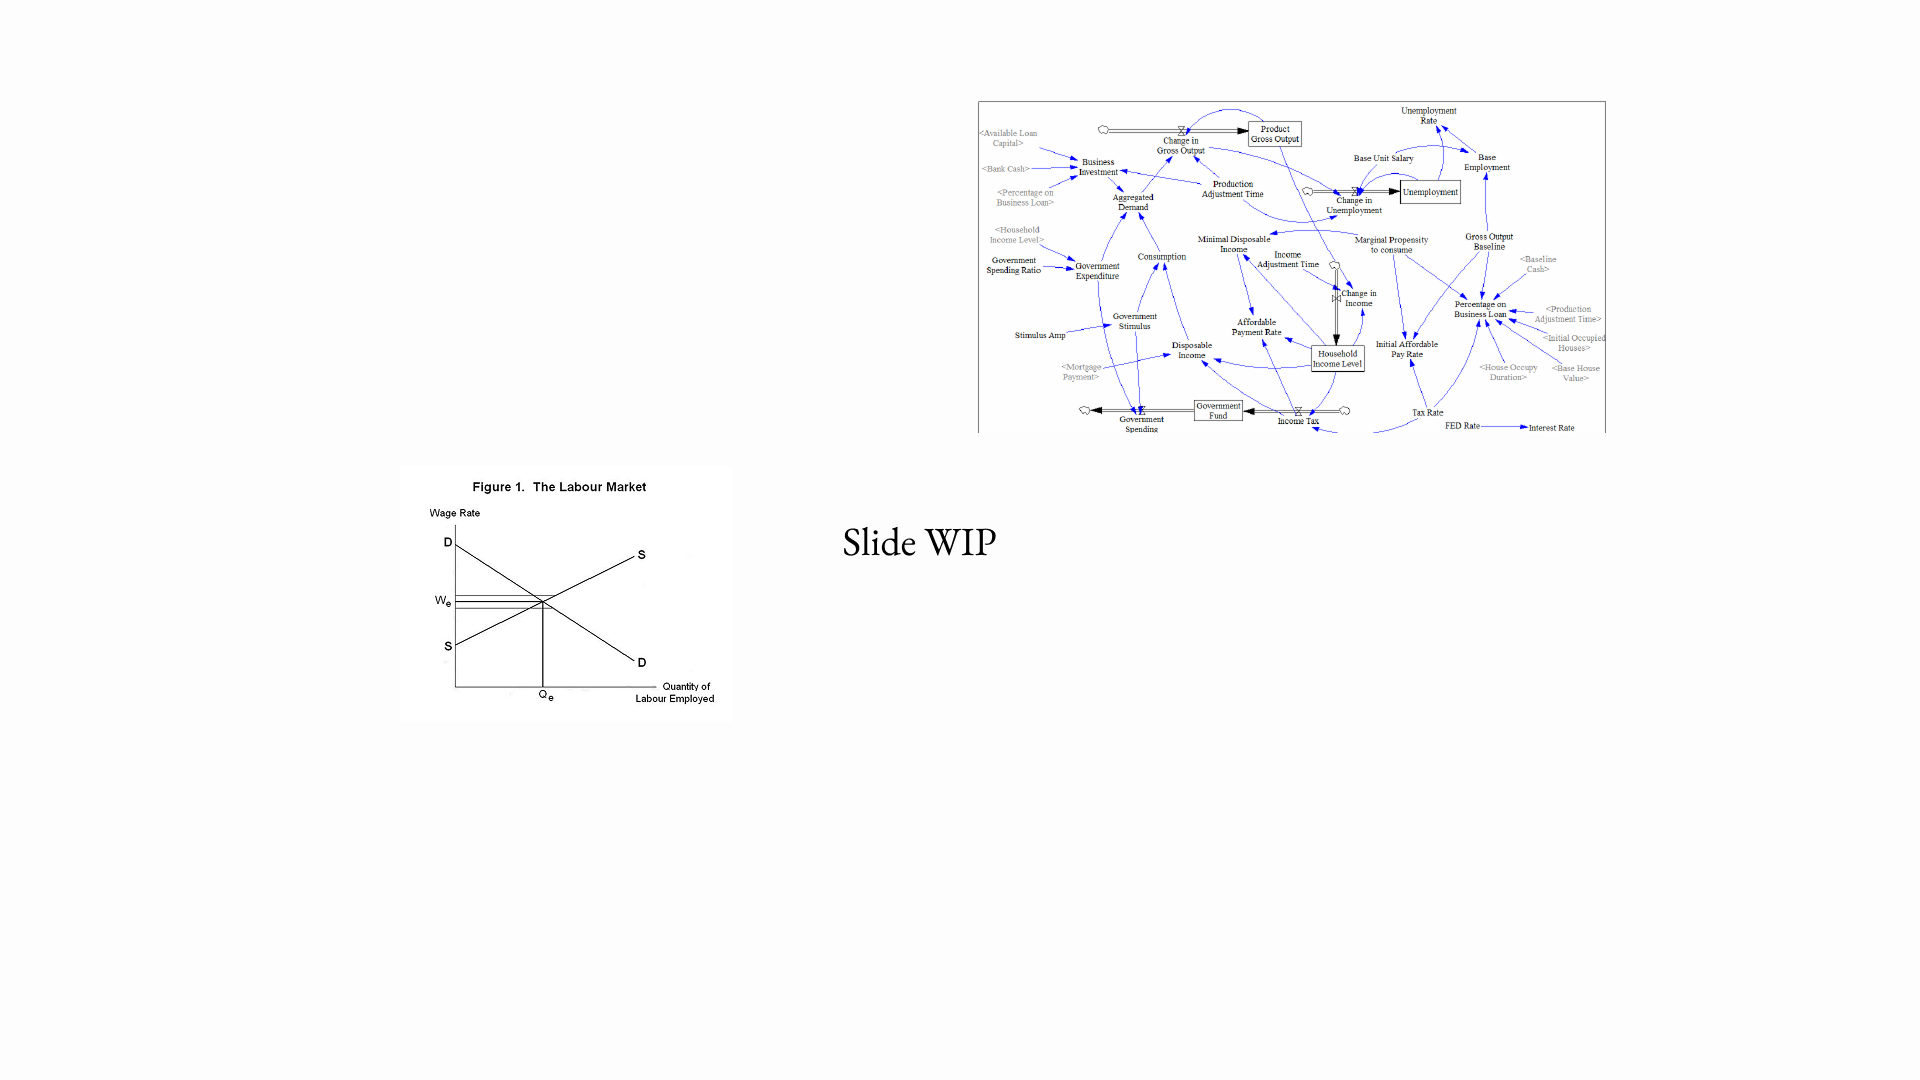 Unemployment
Rate
<Available Loan
Capital>
Product
Gross Output
Change in
Gross Output
Base Unit Salary
Base
Employment
<Bank Cash>
Business
Investment
Production
Adjustment Time
Unemployment
<Percentage on
Business Loan>
Aggregated
Demand
Change in
Unemployment
<Household
Income Level>
Minimal Disposable
Income
Marginal Propensity
to consume
Gross Output
Baseline
Government
Spending Ratio
Government
Expenditure
Consumption
Income
Adjustment Time
<Baseline
Cash>
Change in
Income
Percentage on
Business Loan
<Production
Adjustment Time>
Government
Stimulus
Affordable
Payment Rate
Stimulus Amp
<Initial Occupied
Houses>
Disposable
Income
Household
Income Level
Initial Affordable
Pay Rate
<Mortgage
Payment>
<House Occupy
Duration>
<Base House
Value>
Government
Fund
Government
Spending
Income Tax
Tax Rate
FED Rate
Interest Rate
Figure 1. The Labour Market
Wage Rate
D
S
We
S
D
Qe
Quantity of
Labour Employed
Slide WIP